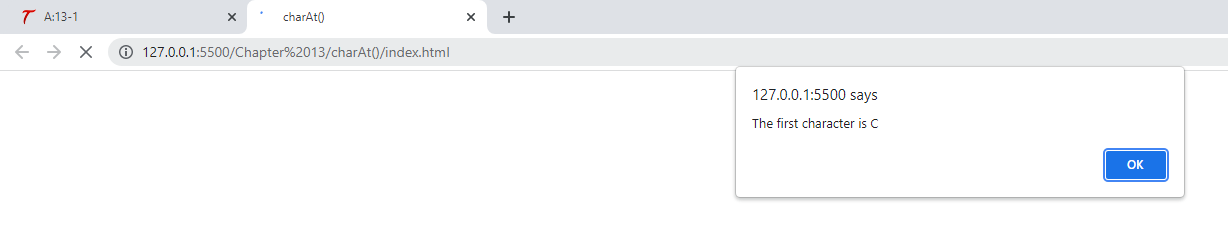 A:13-1
charAt()
127.0.0.1:5500/Chapter%2013/charAt()/index.html
127.0.0.1:5500 says
The first character is C
OK